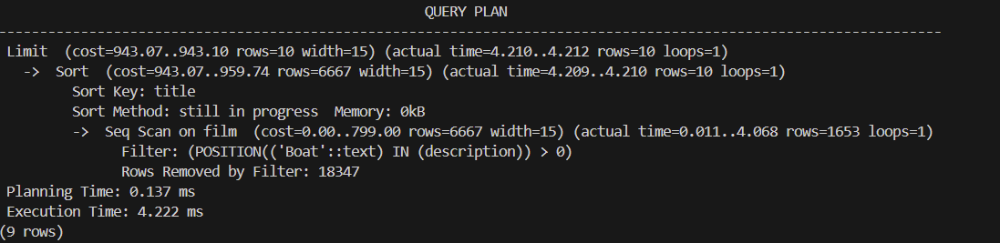 QUERY PLAN
-----------------------------------------------------------------------------------------------------------------
Limit  (cost=943.07..943.10 rows=10 width=15) (actual time=4.210..4.212 rows=10 loops=1)
  ->  Sort  (cost=943.07..959.74 rows=6667 width=15) (actual time=4.209..4.210 rows=10 loops=1)
        Sort Key: title
        Sort Method: still in progress  Memory: 0kB
        ->  Seq Scan on film  (cost=0.00..799.00 rows=6667 width=15) (actual time=0.011..4.068 rows=1653 loops=1)
              Filter: (POSITION(('Boat'::text) IN (description)) > 0)
              Rows Removed by Filter: 18347
Planning Time: 0.137 ms
Execution Time: 4.222 ms
(9 rows)